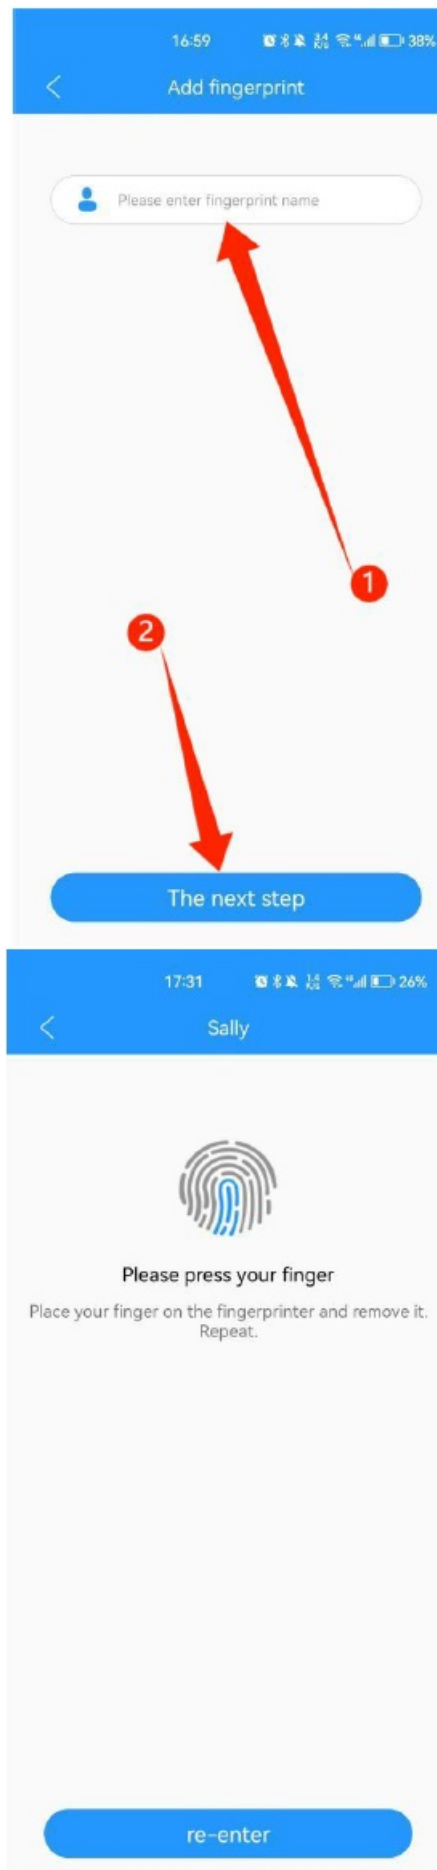 16:59 38%
Add fingerprint
Please enter fingerprint name
1
2
The next step
17:31 26%
Sally
Please press your finger
Place your finger on the fingerprinter and remove it.
Repeat.
re-enter